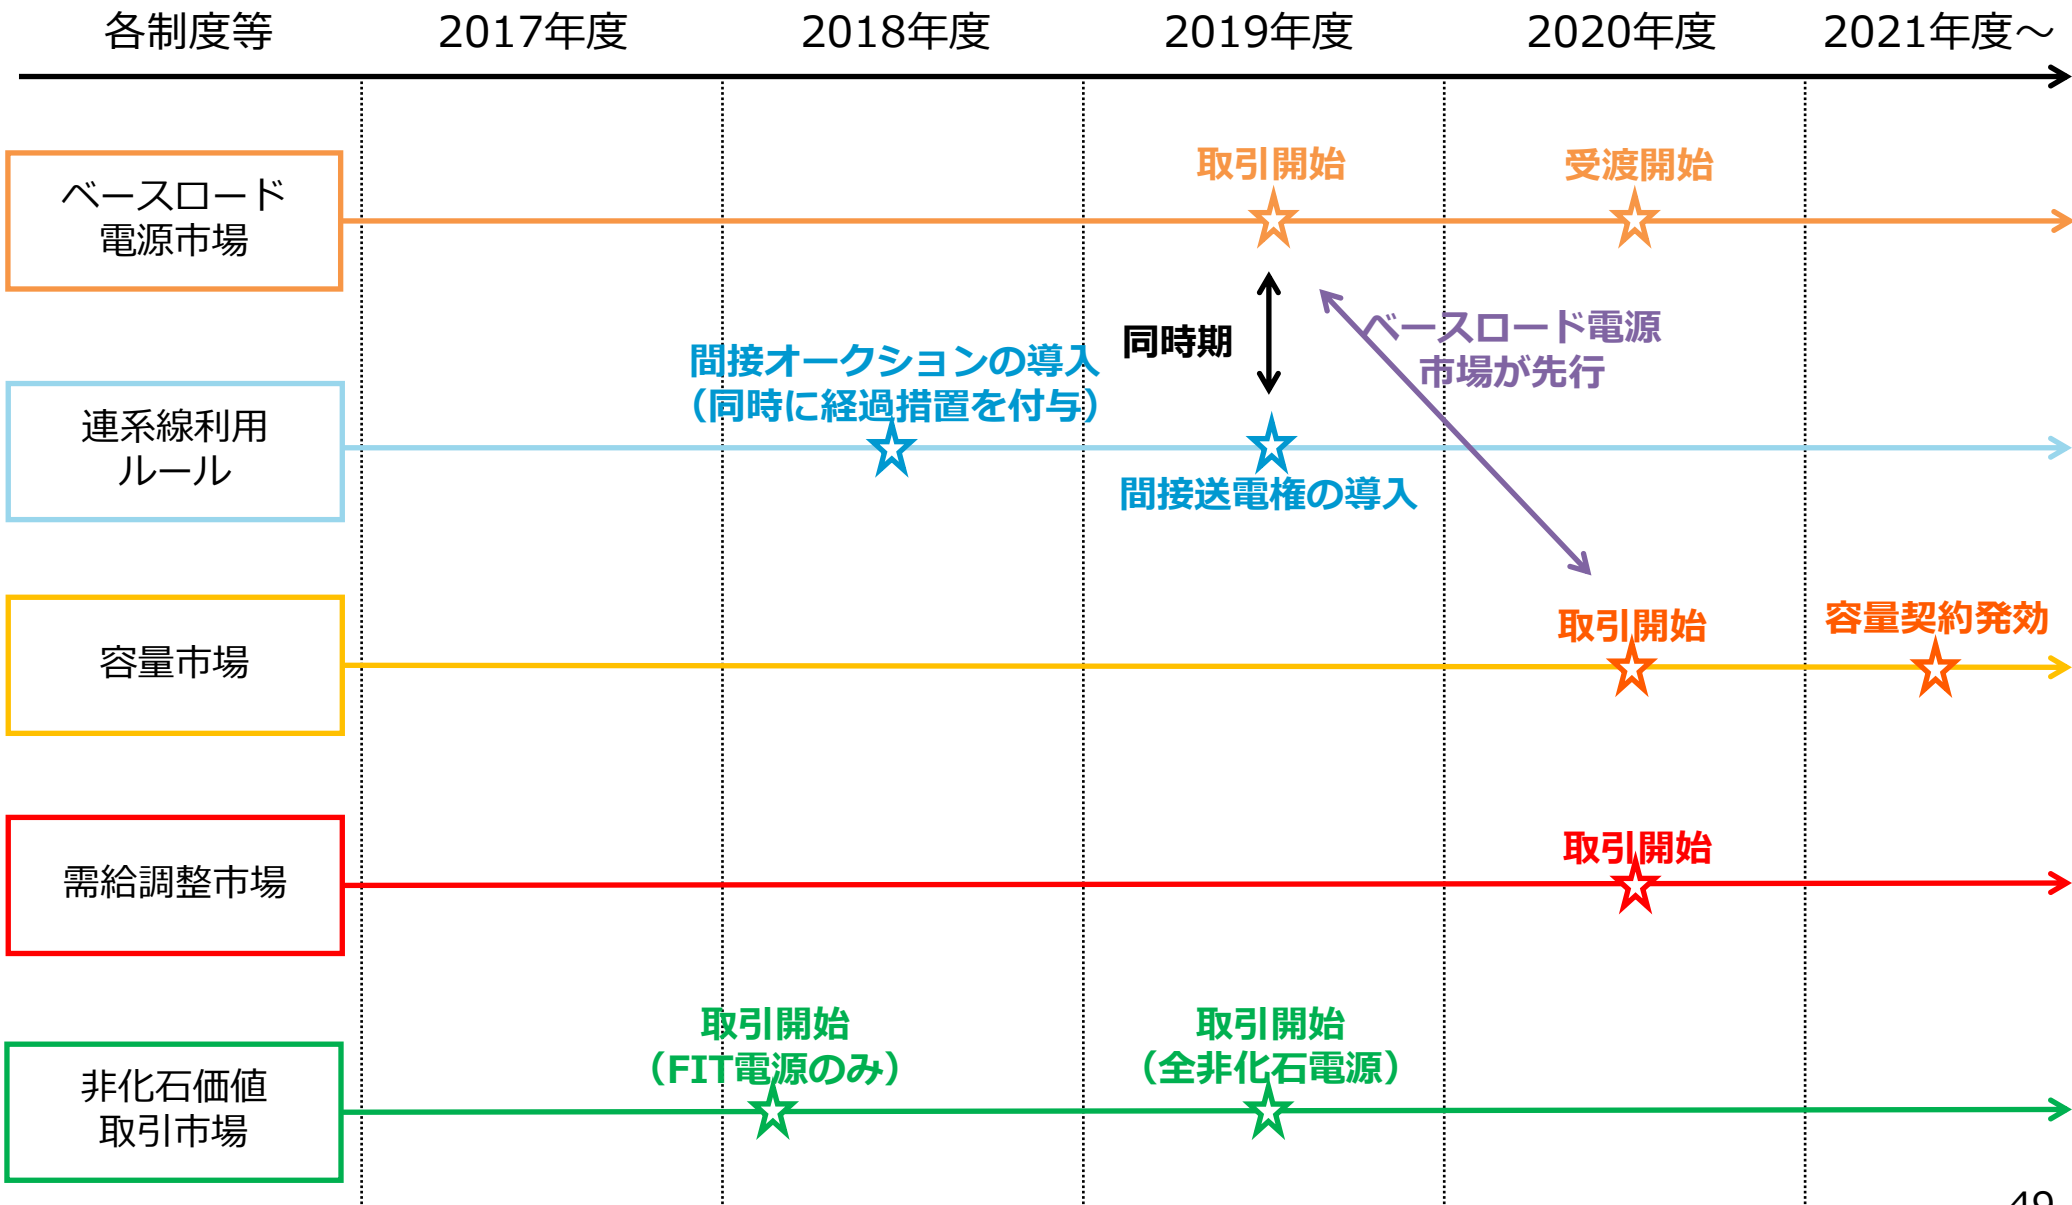 各制度等
2017年度
2018年度
2019年度
2020年度
2021年度～
ベースロード
電源市場
取引開始
受渡開始
同時期
ベースロード電源
市場が先行
連系線利用
ルール
間接オークションの導入
（同時に経過措置を付与）
間接送電権の導入
容量市場
取引開始
容量契約発効
需給調整市場
取引開始
非化石価値
取引市場
取引開始
（FIT電源のみ）
取引開始
（全非化石電源）
49